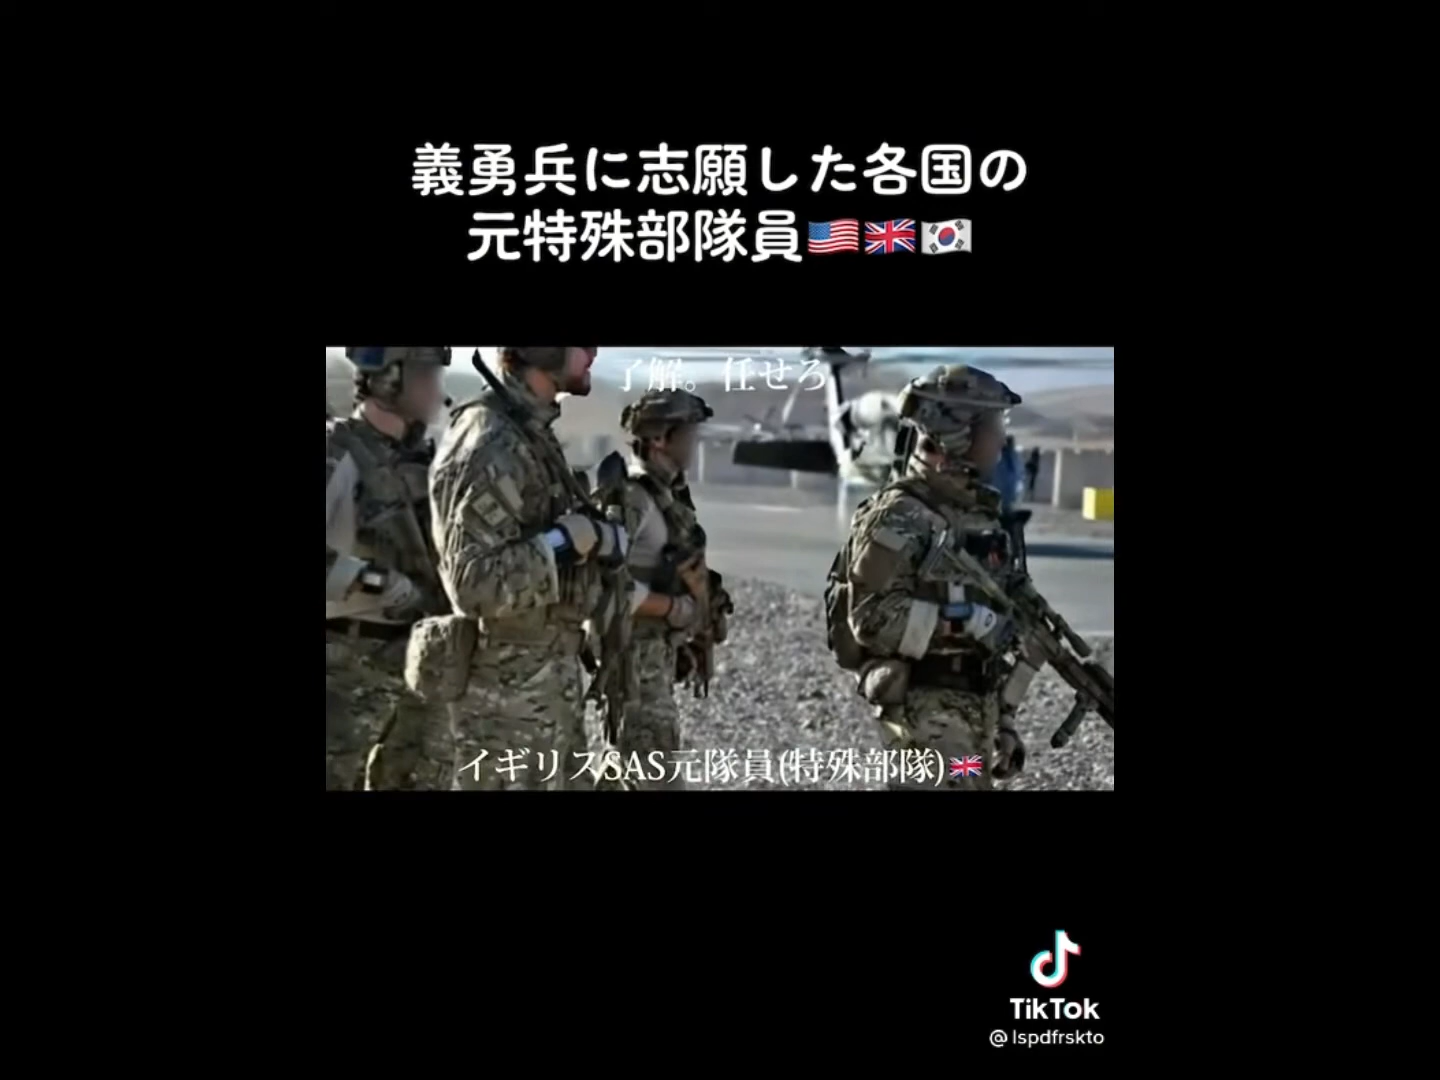 義勇兵に志願した各国の
元特殊部隊員🇺🇸🇬🇧🇰🇷
了解。任せろ
イギリスSAS元隊員(特殊部隊)🇬🇧
TikTok
@lspdfrskto